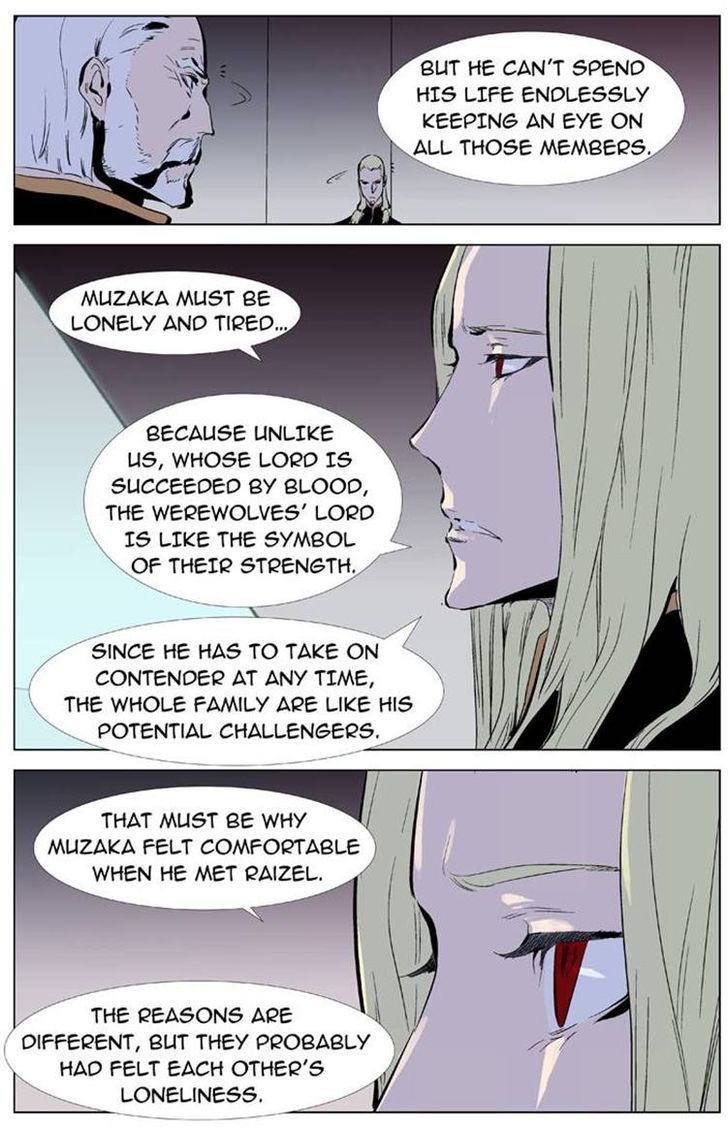 BUT HE CAN'T SPEND
HIS LIFE ENDLESSLY
KEEPING AN EYE ON
ALL THOSE MEMBERS.
MUZAKA MUST BE
LONELY AND TIRED...
BECAUSE UNLIKE
US, WHOSE LORD IS
SUCCEEDED BY BLOOD,
THE WEREWOLVES' LORD
IS LIKE THE SYMBOL
OF THEIR STRENGTH.
SINCE HE HAS TO TAKE ON
CONTENDER AT ANY TIME,
THE WHOLE FAMILY ARE LIKE HIS
POTENTIAL CHALLENGERS.
THAT MUST BE WHY
MUZAKA FELT COMFORTABLE
WHEN HE MET RAIZEL.
THE REASONS ARE
DIFFERENT, BUT THEY PROBABLY
HAD FELT EACH OTHER'S
LONELINESS.